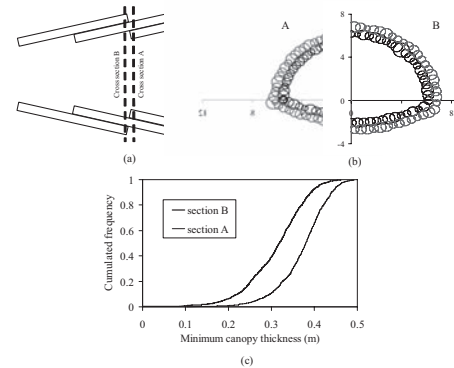 Cross section B
Cross section A
(a)
A
8
B
8
4
0
0
4
8
-4
(b)
Cumulated frequency
1
0.8
0.6
0.4
0.2
0
section B
section A
0
0.1
0.2
0.3
0.4
0.5
Minimum canopy thickness (m)
(c)